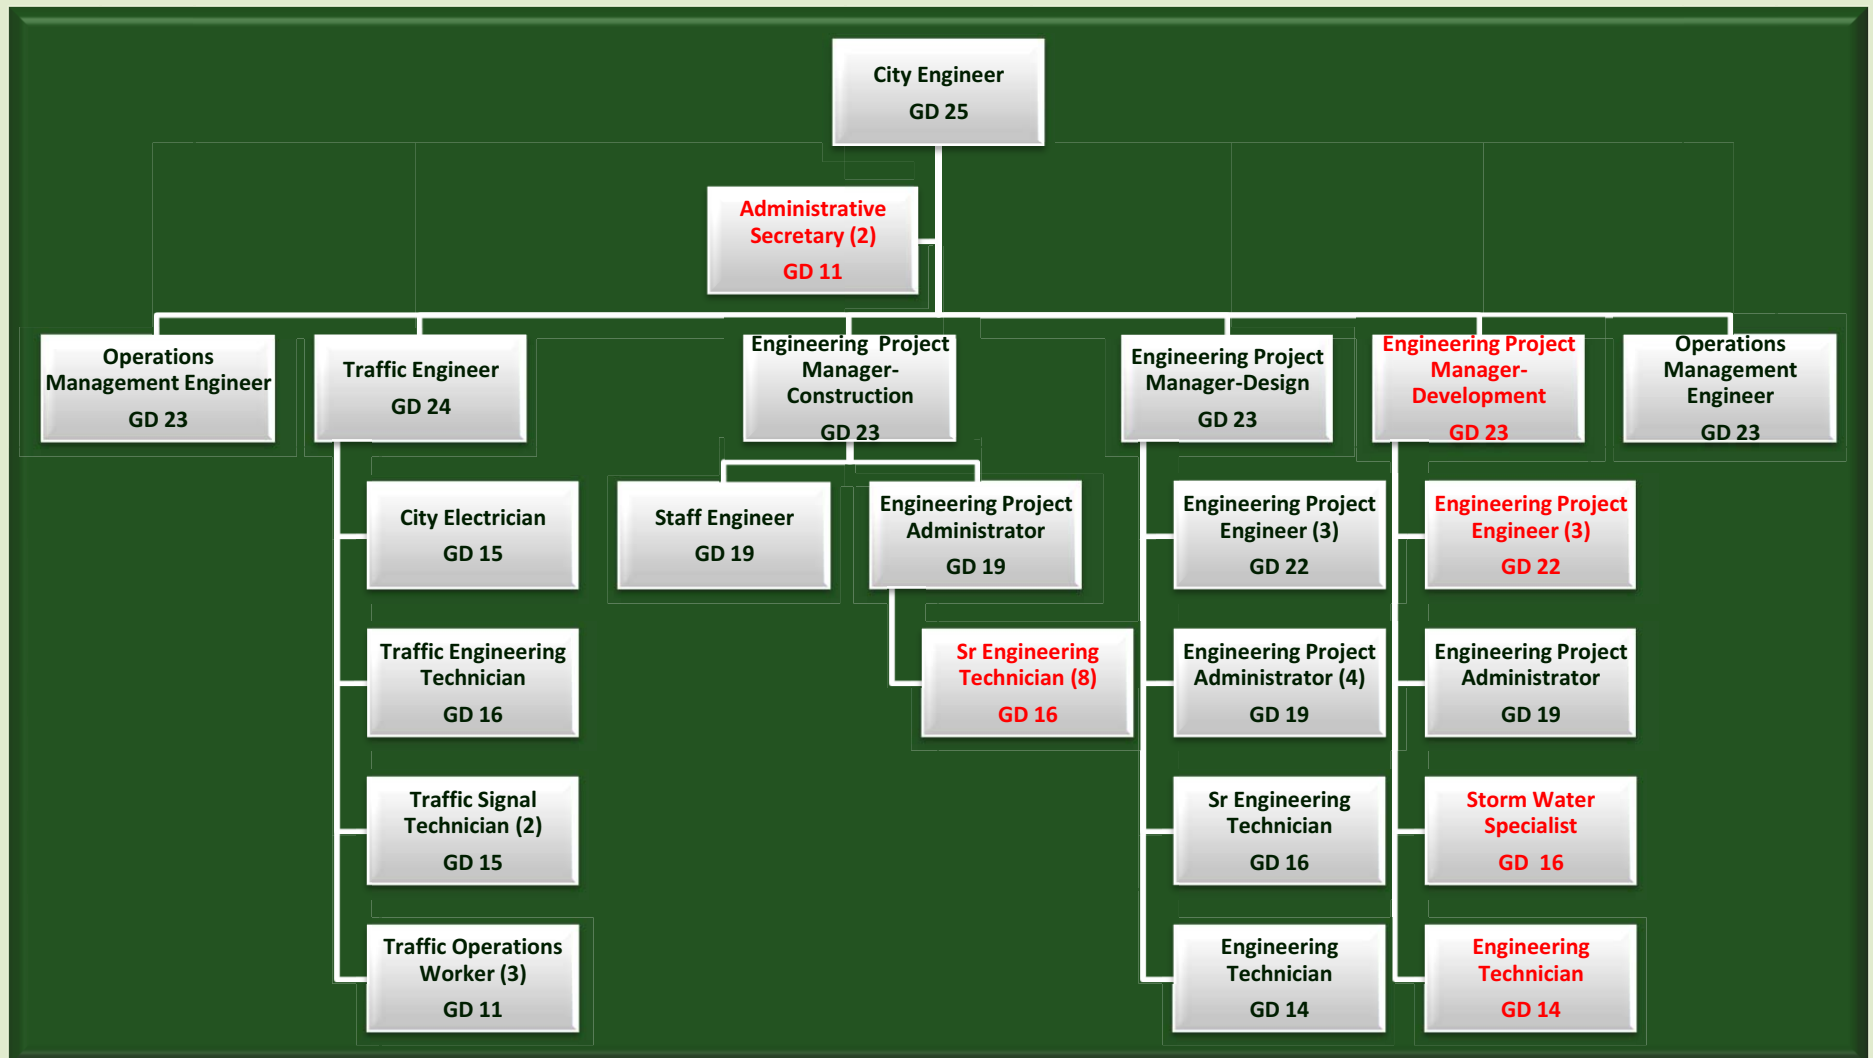 City Engineer
GD 25
Administrative
Secretary (2)
GD 11
Operations
Management Engineer
GD 23
Traffic Engineer
GD 24
Engineering Project
Manager-
Construction
GD 23
Engineering Project
Manager-Design
GD 23
Engineering Project
Manager-
Development
GD 23
Operations
Management
Engineer
GD 23
City Electrician
GD 15
Traffic Engineering
Technician
GD 16
Traffic Signal
Technician (2)
GD 15
Traffic Operations
Worker (3)
GD 11
Staff Engineer
GD 19
Engineering Project
Administrator
GD 19
Sr Engineering
Technician (8)
GD 16
Engineering Project
Engineer (3)
GD 22
Engineering Project
Administrator (4)
GD 19
Sr Engineering
Technician
GD 16
Engineering
Technician
GD 14
Engineering Project
Engineer (3)
GD 22
Engineering Project
Administrator
GD 19
Storm Water
Specialist
GD 16
Engineering
Technician
GD 14